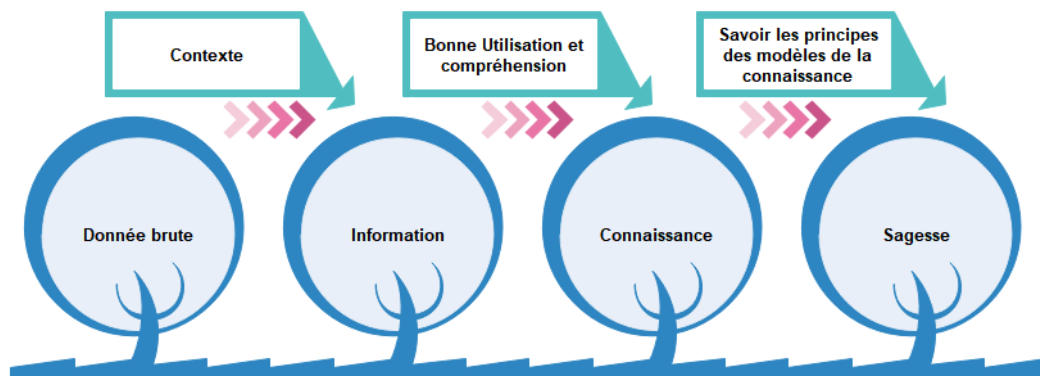 Contexte
Bonne Utilisation et
compréhension
Savoir les principes
des modèles de la
connaissance
Donnée brute
Information
Connaissance
Sagesse